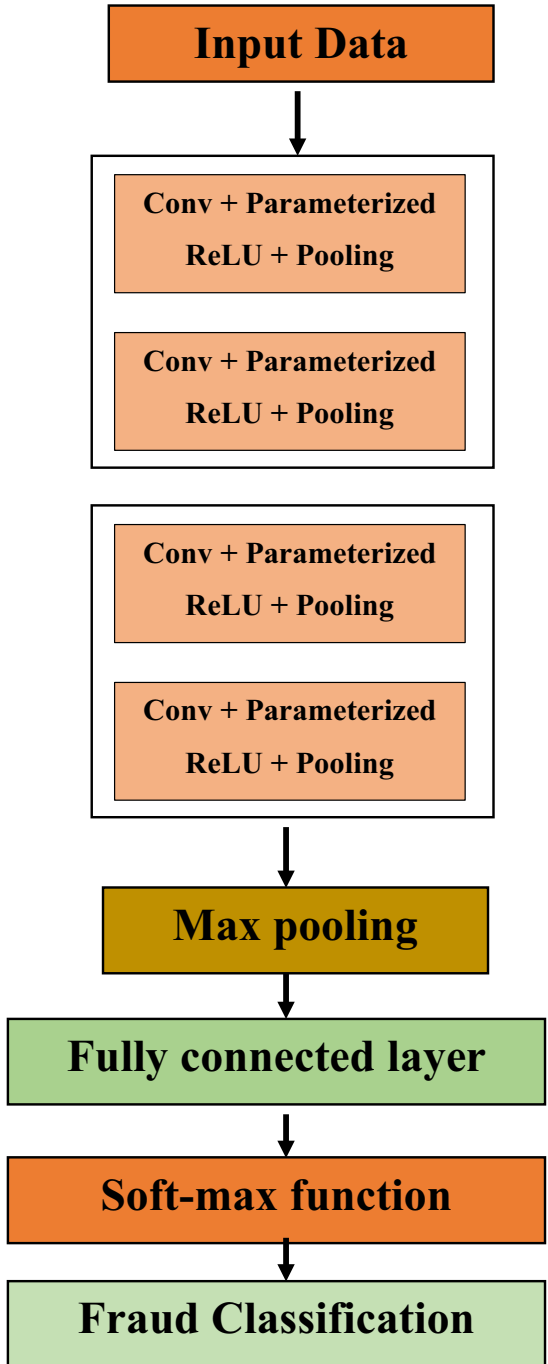 Input Data
Conv + Parameterized
ReLU + Pooling
Conv + Parameterized
ReLU + Pooling
Conv + Parameterized
ReLU + Pooling
Conv + Parameterized
ReLU + Pooling
Max pooling
Fully connected layer
Soft-max function
Fraud Classification